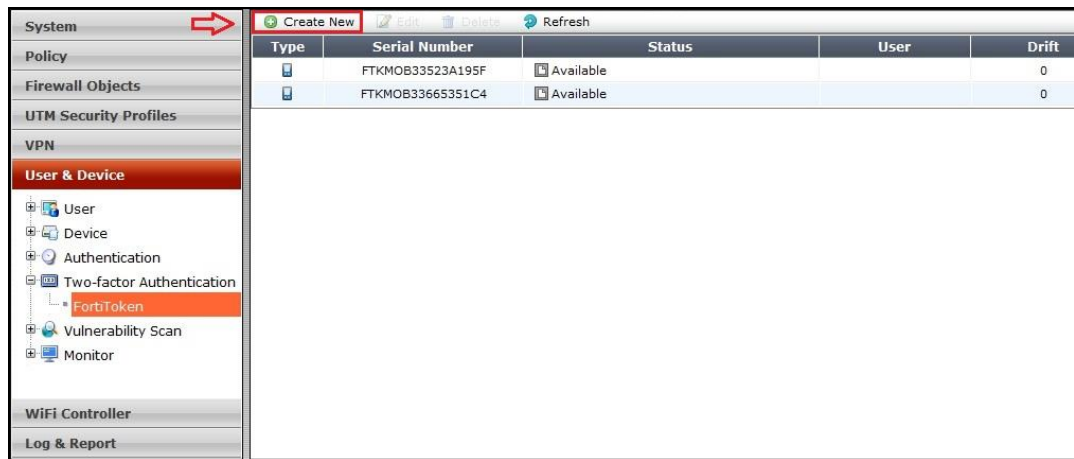 System
Policy
Firewall Objects
UTM Security Profiles
VPN
User & Device
User
Device
Authentication
Two-factor Authentication
FortiToken
Vulnerability Scan
Monitor
WiFi Controller
Log & Report
Create New Edit Delete Refresh
Type Serial Number Status User Drift
FTKMOB33523A195F Available 0
FTKMOB33665351C4 Available 0